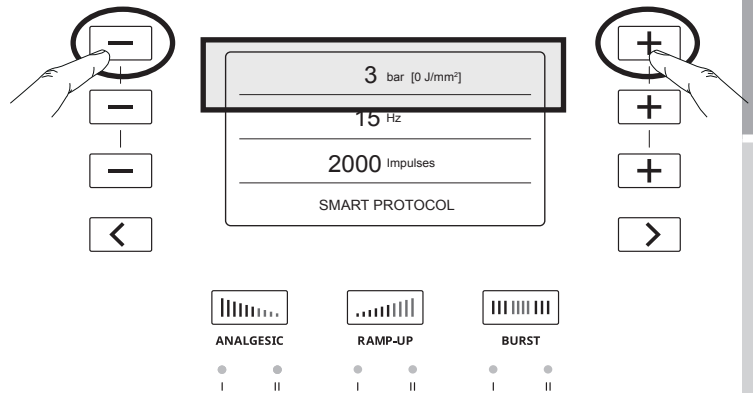 3 bar [0 J/mm²]
15 Hz
2000 Impulses
SMART PROTOCOL
ANALGESIC RAMP-UP BURST
I II I II I II